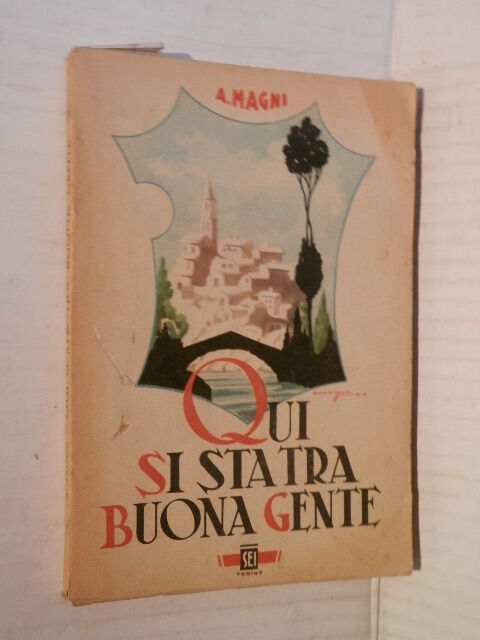 A. MAGNI
QUI
SI STA TRA
BUONA GENTE
SEI
TORINO